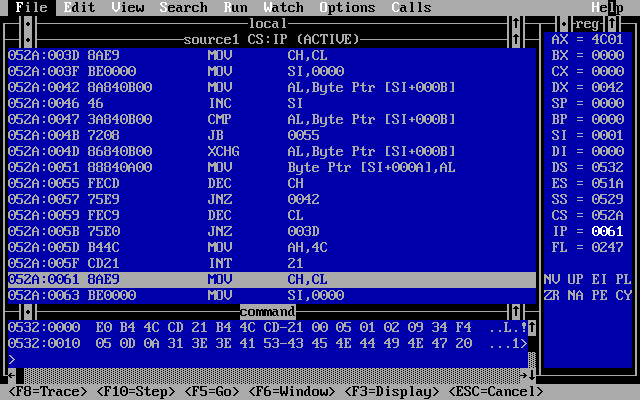 File Edit View Search Run Watch Options Calls Help
local reg
source1 CS:IP (ACTIVE) AX = 4C01
052A:003D 8AE9 MOV CH,CL BX = 0000
052A:003F BE0000 MOV SI,0000 CX = 0000
052A:0042 8A840B00 MOV AL,Byte Ptr [SI+000B] DX = 0042
052A:0046 46 INC SI SP = 0000
052A:0047 3A840B00 CMP AL,Byte Ptr [SI+000B] BP = 0000
052A:004B 7208 JB 0055 SI = 0001
052A:004D 86840B00 XCHG AL,Byte Ptr [SI+000B] DI = 0000
052A:0051 88840A00 MOV Byte Ptr [SI+000A],AL DS = 0532
052A:0055 FECD DEC CH ES = 051A
052A:0057 75E9 JNZ 0042 SS = 0529
052A:0059 FEC9 DEC CL CS = 052A
052A:005B 75E0 JNZ 003D IP = 0061
052A:005D B44C MOV AH,4C FL = 0247
052A:005F CD21 INT 21
052A:0061 8AE9 MOV CH,CL NV UP EI PL
052A:0063 BE0000 MOV SI,0000 ZR NA PE CY
command
0532:0000 E0 B4 4C CD 21 B4 4C CD-21 00 05 01 02 09 34 F4 ..L.!
0532:0010 05 0D 0A 31 3E 3E 41 53-43 45 4E 44 49 4E 47 20 ...1>
>
<F8=Trace> <F10=Step> <F5=Go> <F6=Window> <F3=Display> <ESC=Cancel>